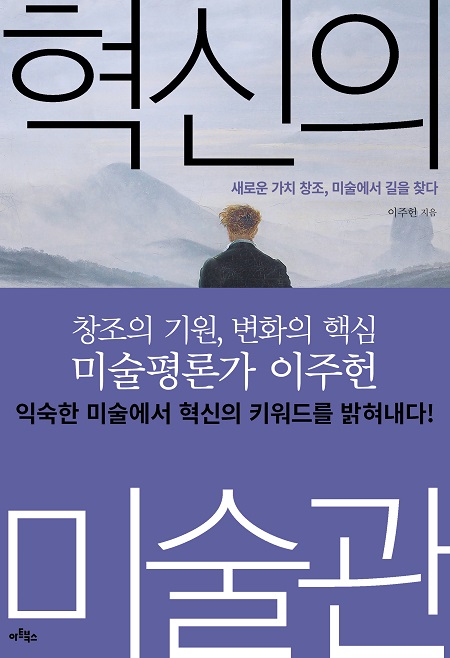 혁신의
새로운 가치 창조, 미술에서 길을 찾다
이주헌 지음
창조의 기원, 변화의 핵심
미술평론가 이주헌
익숙한 미술에서 혁신의 키워드를 밝혀내다!
미술관
아트북스